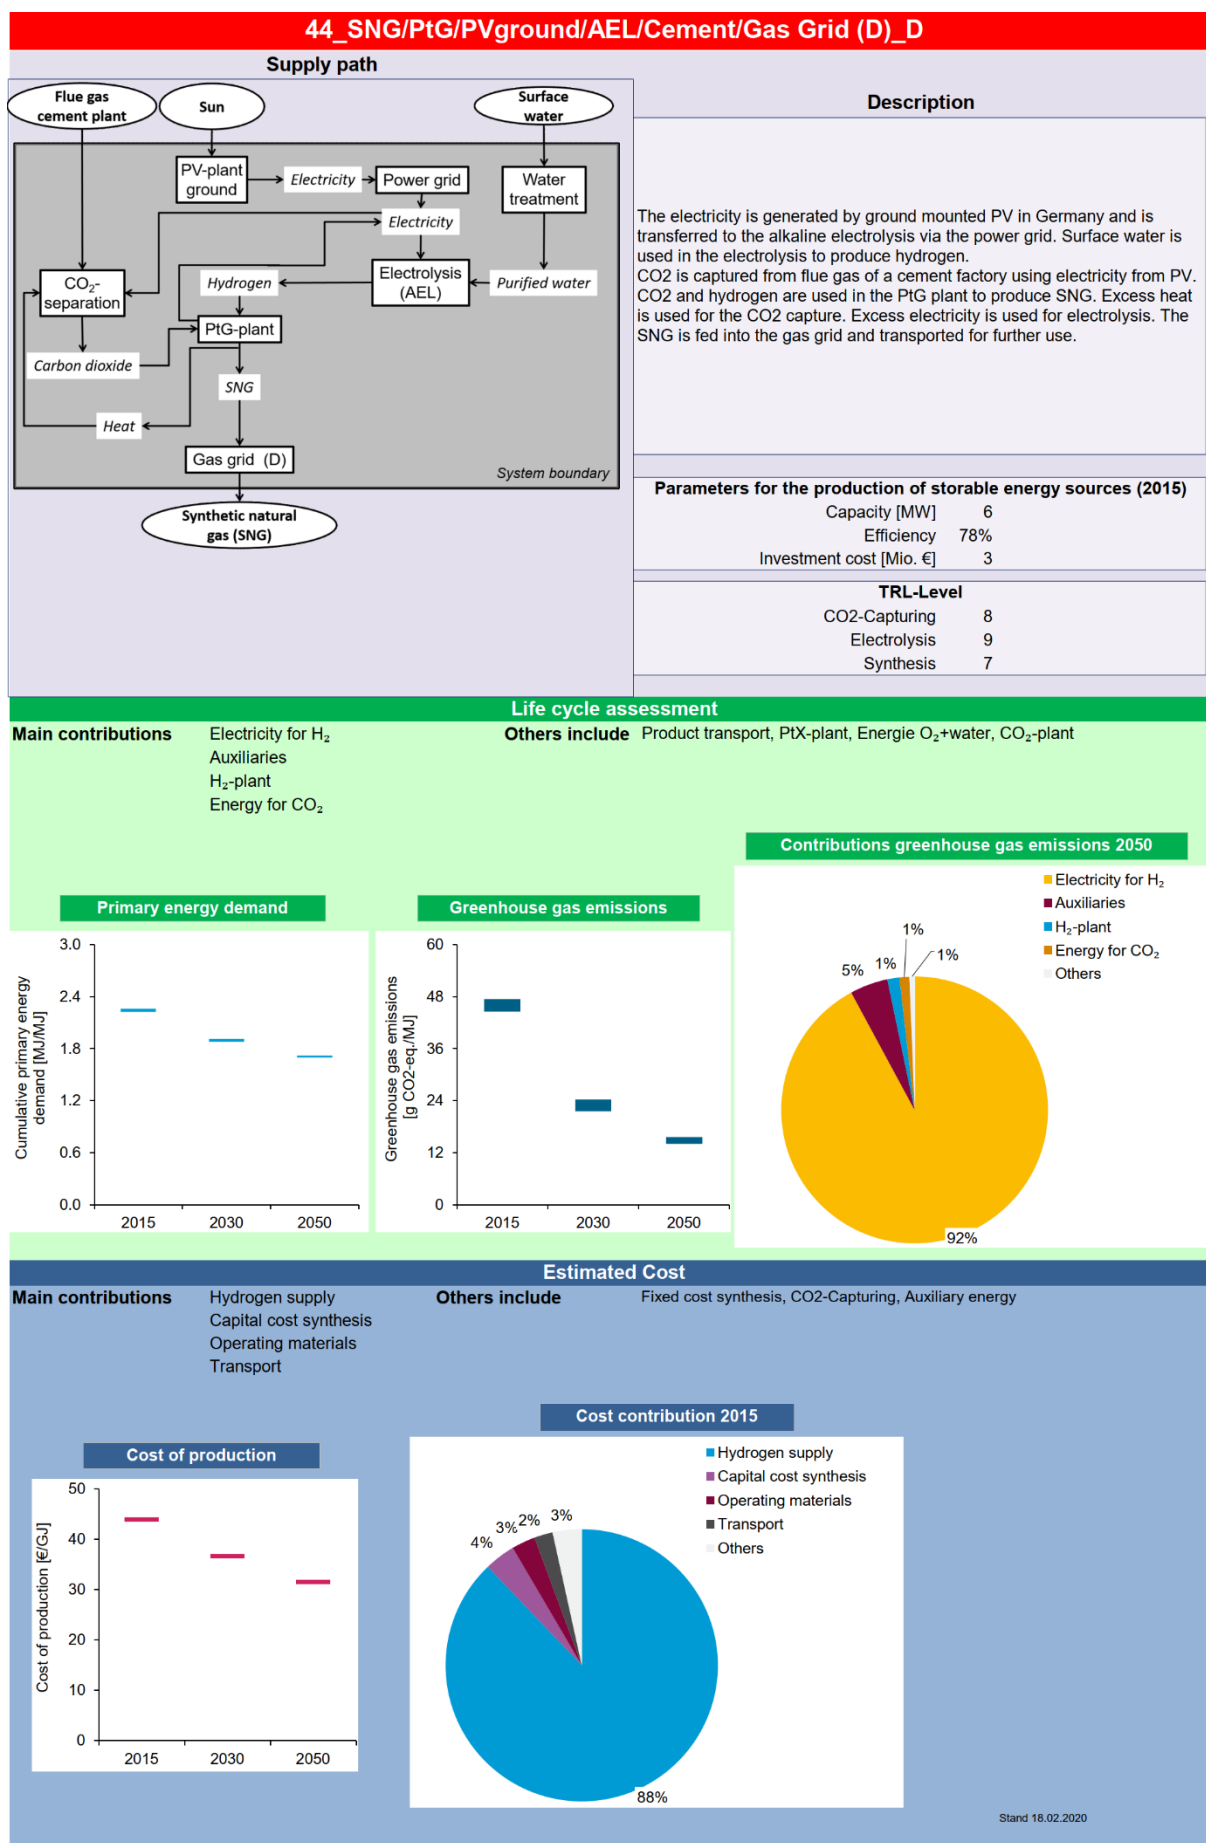 44_SNG/PtG/PVground/AEL/Cement/Gas Grid (D)_D
Supply path
Flue gas
cement plant
Sun
Surface
water
PV-plant
ground
Electricity
Power grid
Water
treatment
Electricity
CO₂-
separation
Hydrogen
Electrolysis
(AEL)
Purified water
PtG-plant
Carbon dioxide
SNG
Heat
Gas grid (D)
System boundary
Synthetic natural
gas (SNG)
Description
The electricity is generated by ground mounted PV in Germany and is
transferred to the alkaline electrolysis via the power grid. Surface water is
used in the electrolysis to produce hydrogen.
CO2 is captured from flue gas of a cement factory using electricity from PV.
CO2 and hydrogen are used in the PtG plant to produce SNG. Excess heat
is used for the CO2 capture. Excess electricity is used for electrolysis. The
SNG is fed into the gas grid and transported for further use.
Parameters for the production of storable energy sources (2015)
Capacity [MW] 6
Efficiency 78%
Investment cost [Mio. €] 3
TRL-Level
CO2-Capturing 8
Electrolysis 9
Synthesis 7
Life cycle assessment
Main contributions
Electricity for H₂
Auxiliaries
H₂-plant
Energy for CO₂
Others include Product transport, PtX-plant, Energie O₂+water, CO₂-plant
Primary energy demand
Cumulative primary energy
demand [MJ/MJ]
3.0
2.4
1.8
1.2
0.6
0.0
2015 2030 2050
Greenhouse gas emissions
Greenhouse gas emissions
[g CO2-eq./MJ]
60
48
36
24
12
0
2015 2030 2050
Contributions greenhouse gas emissions 2050
Electricity for H₂
Auxiliaries
H₂-plant
Energy for CO₂
Others
5%
1%
1%
1%
92%
Estimated Cost
Main contributions
Hydrogen supply
Capital cost synthesis
Operating materials
Transport
Others include Fixed cost synthesis, CO2-Capturing, Auxiliary energy
Cost of production
Cost of production [€/GJ]
50
40
30
20
10
0
2015 2030 2050
Cost contribution 2015
Hydrogen supply
Capital cost synthesis
Operating materials
Transport
Others
4%
3%
2%
3%
88%
Stand 18.02.2020